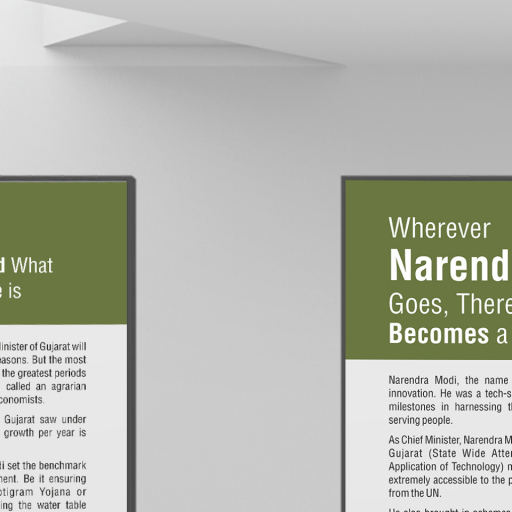 d What
e is
inister of Gujarat will
easons. But the most
the greatest periods
called an agrarian
conomists.
Gujarat saw under
growth per year is
di set the benchmark
nent. Be it ensuring
otigram Yojana or
ing the water table
Wherever
Narend
Goes, There
Becomes a
Narendra Modi, the name
innovation. He was a tech-s
milestones in harnessing t
serving people.
As Chief Minister, Narendra M
Gujarat (State Wide Atte
Application of Technology)
extremely accessible to the p
from the UN.